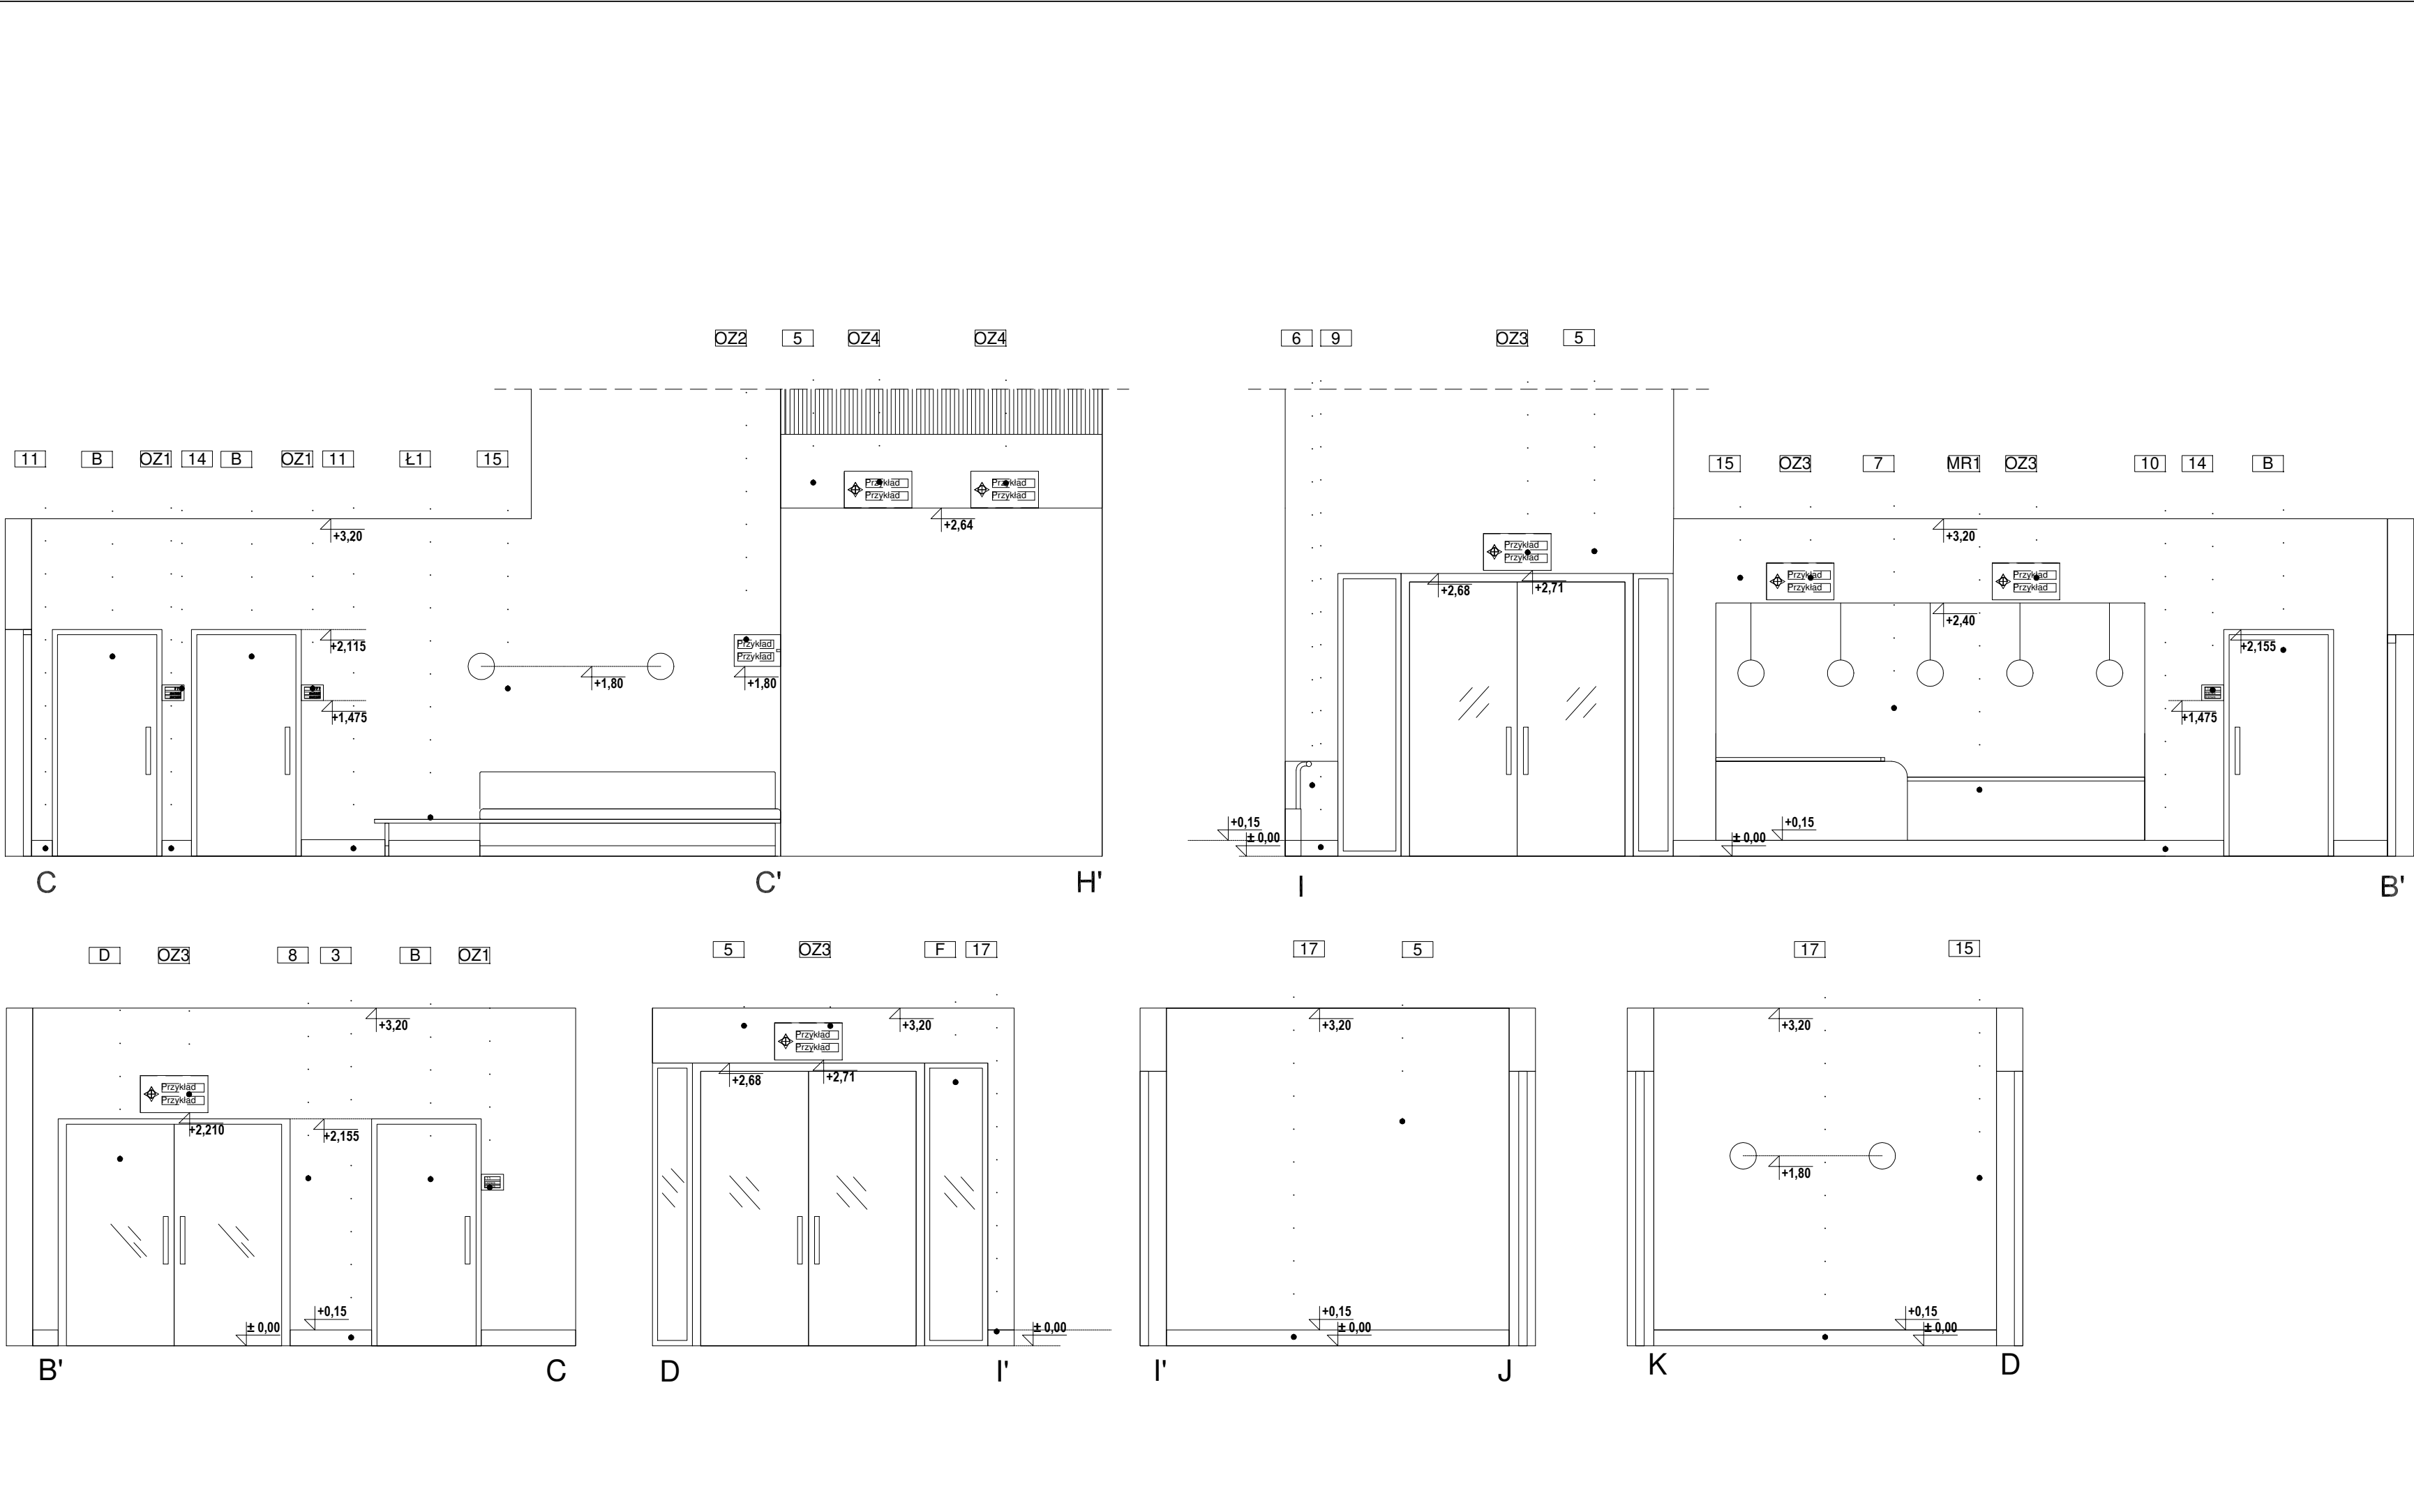 OZ2 5 OZ4 OZ4
11 B OZ1 14 B OZ1 11 Ł1 15
Przykład
Przykład
Przykład
Przykład
+2,64
+3,20
+2,115
Przykład
Przykład
+1,80
+1,80
+1,475
C C' H'
6 9 OZ3 5
15 OZ3 7 MR1 OZ3 10 14 B
+3,20
Przykład
Przykład
+2,68
+2,71
Przykład
Przykład
Przykład
Przykład
+2,40
+2,155
+1,475
+0,15
± 0,00
+0,15
± 0,00
I B'
D OZ3 8 3 B OZ1
+3,20
Przykład
Przykład
+2,210
+2,155
+0,15
± 0,00
B' C
5 OZ3 F 17
+3,20
Przykład
Przykład
+2,68
+2,71
± 0,00
D I'
17 5
+3,20
+0,15
± 0,00
I' J
17 15
+3,20
+1,80
+0,15
± 0,00
K D